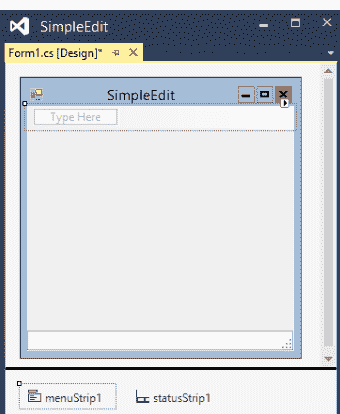 SimpleEdit
Form1.cs [Design]*
SimpleEdit
Type Here
menuStrip1 statusStrip1